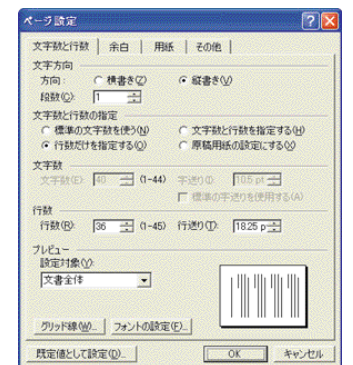 ページ設定
文字数と行数 余白 用紙 その他
文字方向
方向: 横書き(Z) 縦書き(V)
段数(C): 1
文字数と行数の指定
標準の文字数を使う(N) 文字数と行数を指定する(H)
行数だけを指定する(O) 原稿用紙の設定にする(X)
文字数
文字数(E): 40 (1-44) 字送り(I): 10.5 pt
標準の字送りを使用する(A)
行数
行数(R): 36 (1-45) 行送り(T): 18.25 p
プレビュー
設定対象(Y):
文書全体
グリッド線(W)... フォントの設定(F)...
既定値として設定(D)... OK キャンセル